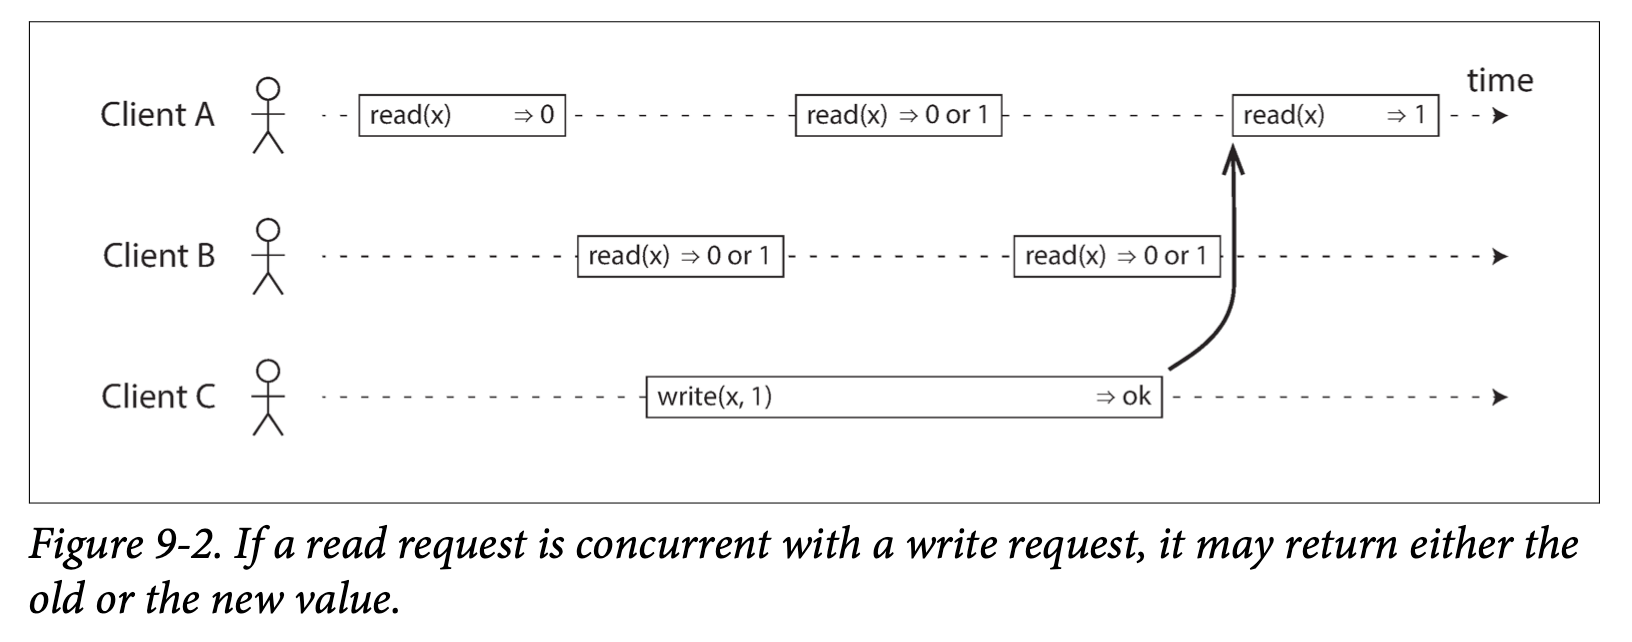 time
Client A
read(x) ⇒ 0
read(x) ⇒ 0 or 1
read(x) ⇒ 1
Client B
read(x) ⇒ 0 or 1
read(x) ⇒ 0 or 1
Client C
write(x, 1) ⇒ ok
Figure 9-2. If a read request is concurrent with a write request, it may return either the
old or the new value.